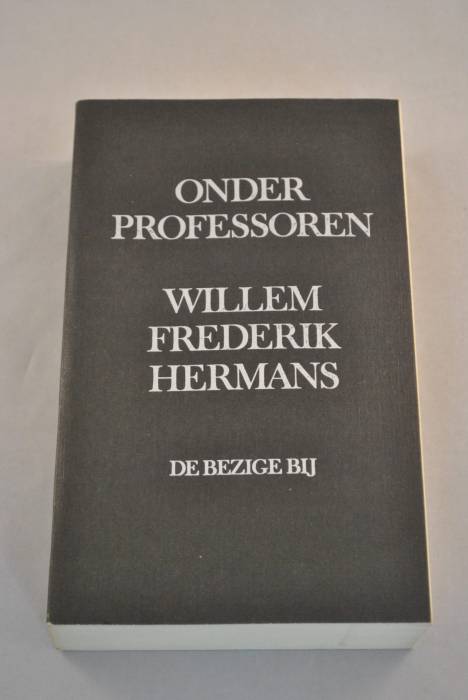 ONDER
PROFESSOREN
WILLEM
FREDERIK
HERMANS
DE BEZIGE BIJ